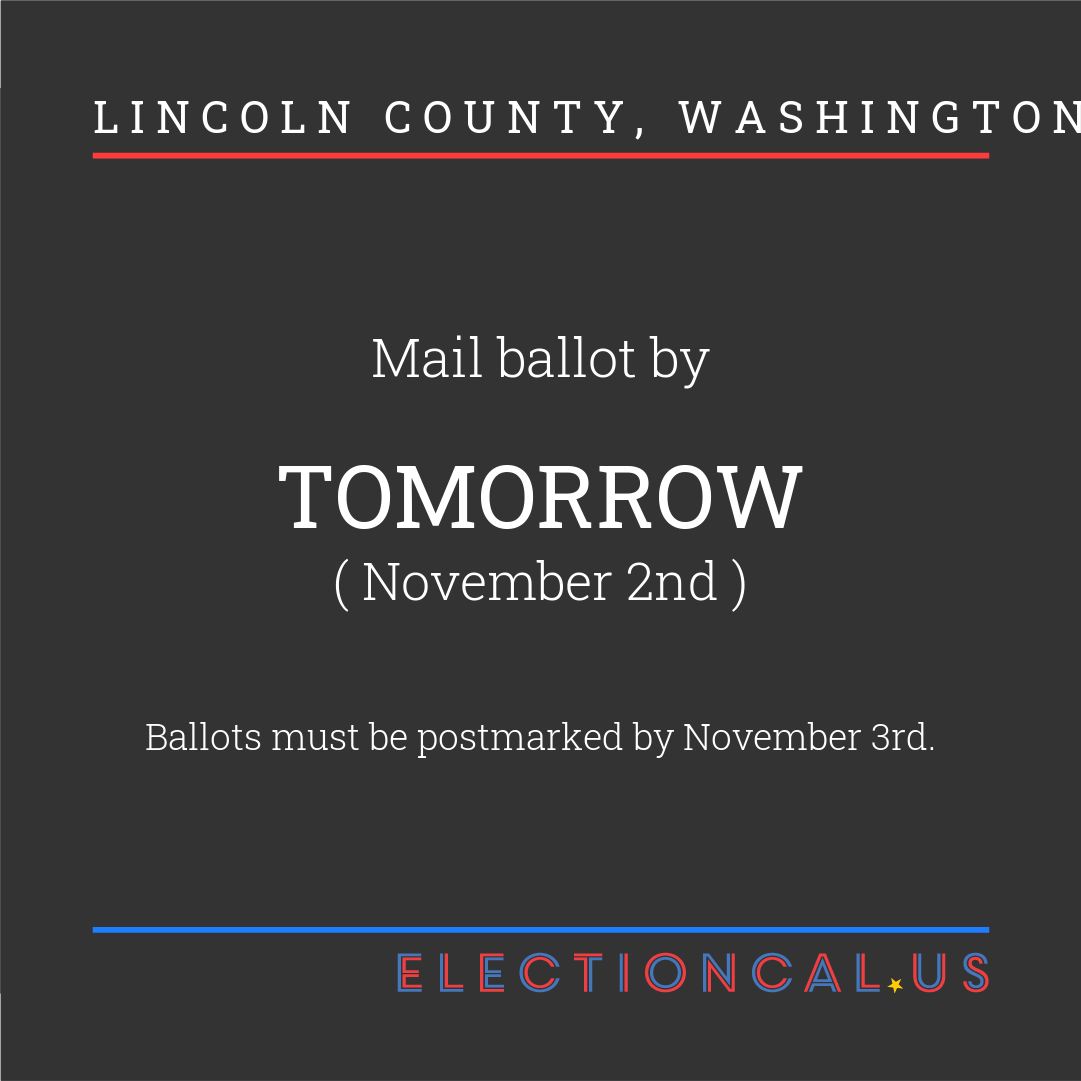 LINCOLN COUNTY, WASHINGTON
Mail ballot by
TOMORROW
( November 2nd )
Ballots must be postmarked by November 3rd.
ELECTIONCAL.US